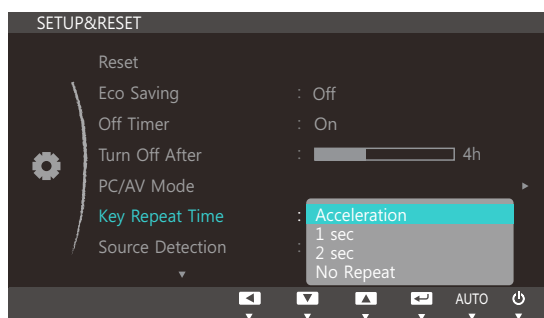 SETUP&RESET
Reset
Eco Saving : Off
Off Timer : On
Turn Off After : 4h
PC/AV Mode
Key Repeat Time : Acceleration
1 sec
Source Detection : 2 sec
No Repeat
AUTO